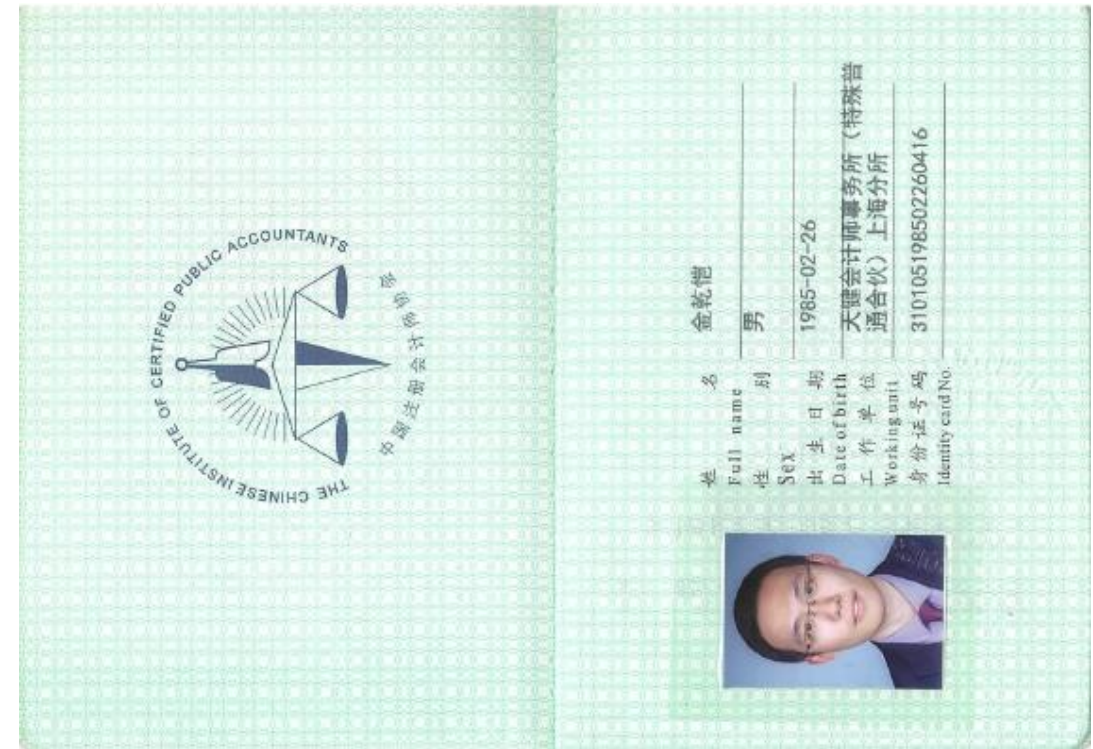 THE CHINESE INSTITUTE OF CERTIFIED PUBLIC ACCOUNTANTS
中国注册会计师协会
姓 名 金乾恺
Full name
性 别 男
Sex
出 生 日 期 1985-02-26
Date of birth
工 作 单 位 天健会计师事务所（特殊普
Working unit 通合伙）上海分所
身份证号码 310105198502260416
Identity card No.